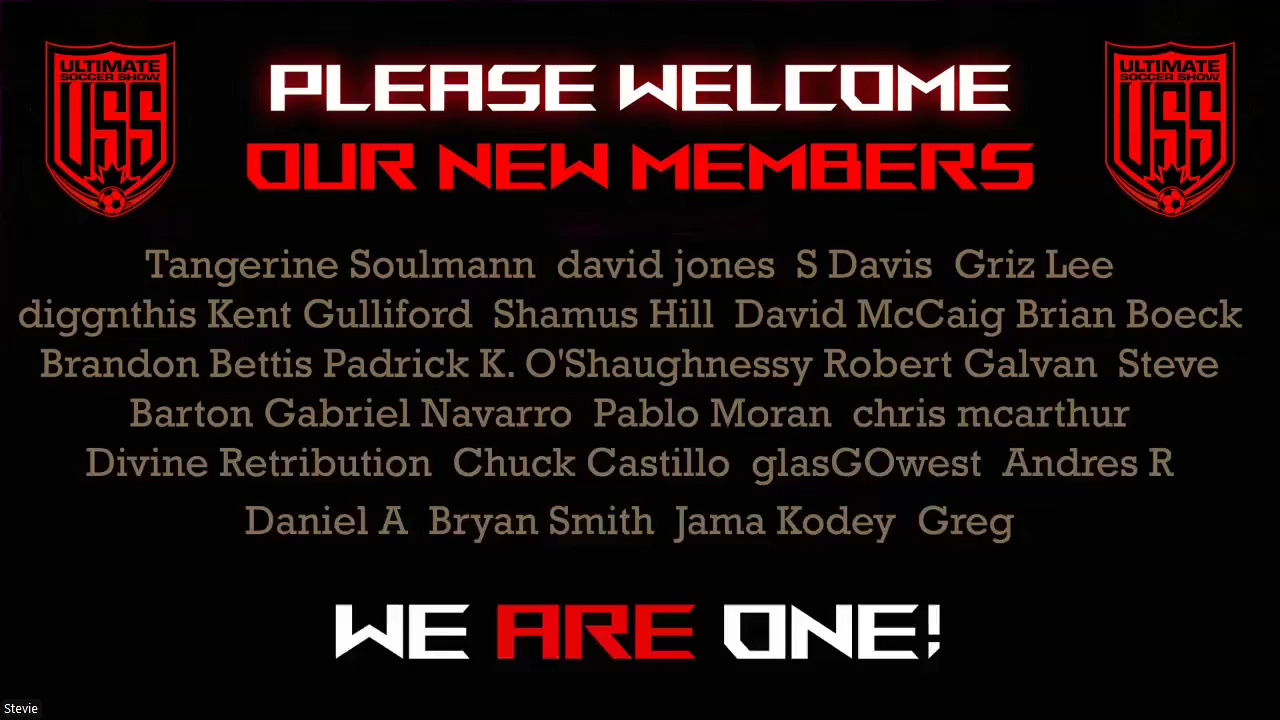 ULTIMATE
SOCCER SHOW
USS
PLEASE WELCOME
OUR NEW MEMBERS
ULTIMATE
SOCCER SHOW
USS
Tangerine Soulmann david jones S Davis Griz Lee
diggnthis Kent Gulliford Shamus Hill David McCaig Brian Boeck
Brandon Bettis Padrick K. O'Shaughnessy Robert Galvan Steve
Barton Gabriel Navarro Pablo Moran chris mcarthur
Divine Retribution Chuck Castillo glasGOwest Andres R
Daniel A Bryan Smith Jama Kodey Greg
WE ARE ONE!
Stevie